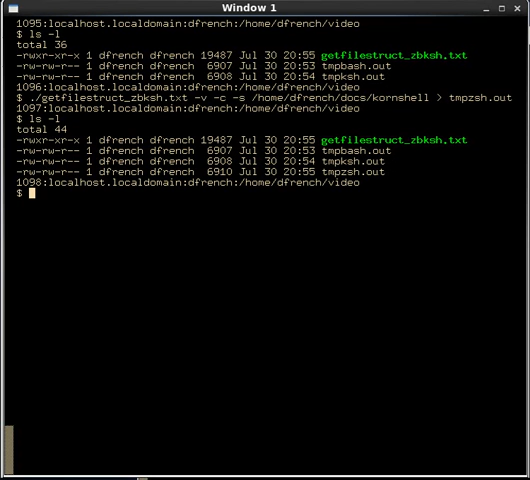 Window 1
1095:localhost.localdomain:dfrench:/home/dfrench/video
$ ls -l
total 36
-rwxr-xr-x 1 dfrench dfrench 19487 Jul 30 20:55 getfilestruct_zbksh.txt
-rw-rw-r-- 1 dfrench dfrench 6907 Jul 30 20:53 tmpbash.out
-rw-rw-r-- 1 dfrench dfrench 6908 Jul 30 20:54 tmpksh.out
1096:localhost.localdomain:dfrench:/home/dfrench/video
$ ./getfilestruct_zbksh.txt -v -c -s /home/dfrench/docs/kornshell > tmpzsh.out
1097:localhost.localdomain:dfrench:/home/dfrench/video
$ ls -l
total 44
-rwxr-xr-x 1 dfrench dfrench 19487 Jul 30 20:55 getfilestruct_zbksh.txt
-rw-rw-r-- 1 dfrench dfrench 6907 Jul 30 20:53 tmpbash.out
-rw-rw-r-- 1 dfrench dfrench 6908 Jul 30 20:54 tmpksh.out
-rw-rw-r-- 1 dfrench dfrench 6910 Jul 30 20:55 tmpzsh.out
1098:localhost.localdomain:dfrench:/home/dfrench/video
$